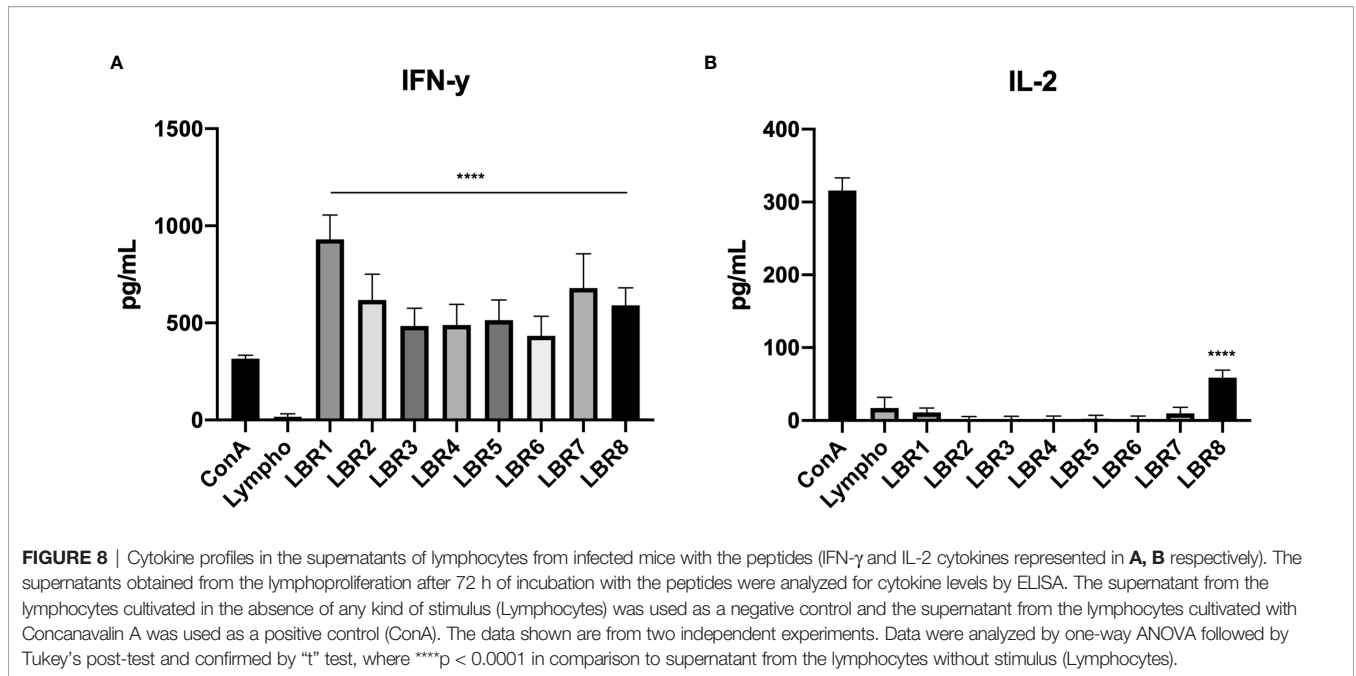 A
IFN-y
pg/mL
1500
1000
500
0
****
ConA
Lympho
LBR1
LBR2
LBR3
LBR4
LBR5
LBR6
LBR7
LBR8
B
IL-2
pg/mL
400
300
200
100
0
****
ConA
Lympho
LBR1
LBR2
LBR3
LBR4
LBR5
LBR6
LBR7
LBR8
FIGURE 8 | Cytokine profiles in the supernatants of lymphocytes from infected mice with the peptides (IFN-γ and IL-2 cytokines represented in A, B respectively). The
supernatants obtained from the lymphoproliferation after 72 h of incubation with the peptides were analyzed for cytokine levels by ELISA. The supernatant from the
lymphocytes cultivated in the absence of any kind of stimulus (Lymphocytes) was used as a negative control and the supernatant from the lymphocytes cultivated with
Concanavalin A was used as a positive control (ConA). The data shown are from two independent experiments. Data were analyzed by one-way ANOVA followed by
Tukey's post-test and confirmed by "t" test, where ****p < 0.0001 in comparison to supernatant from the lymphocytes without stimulus (Lymphocytes).